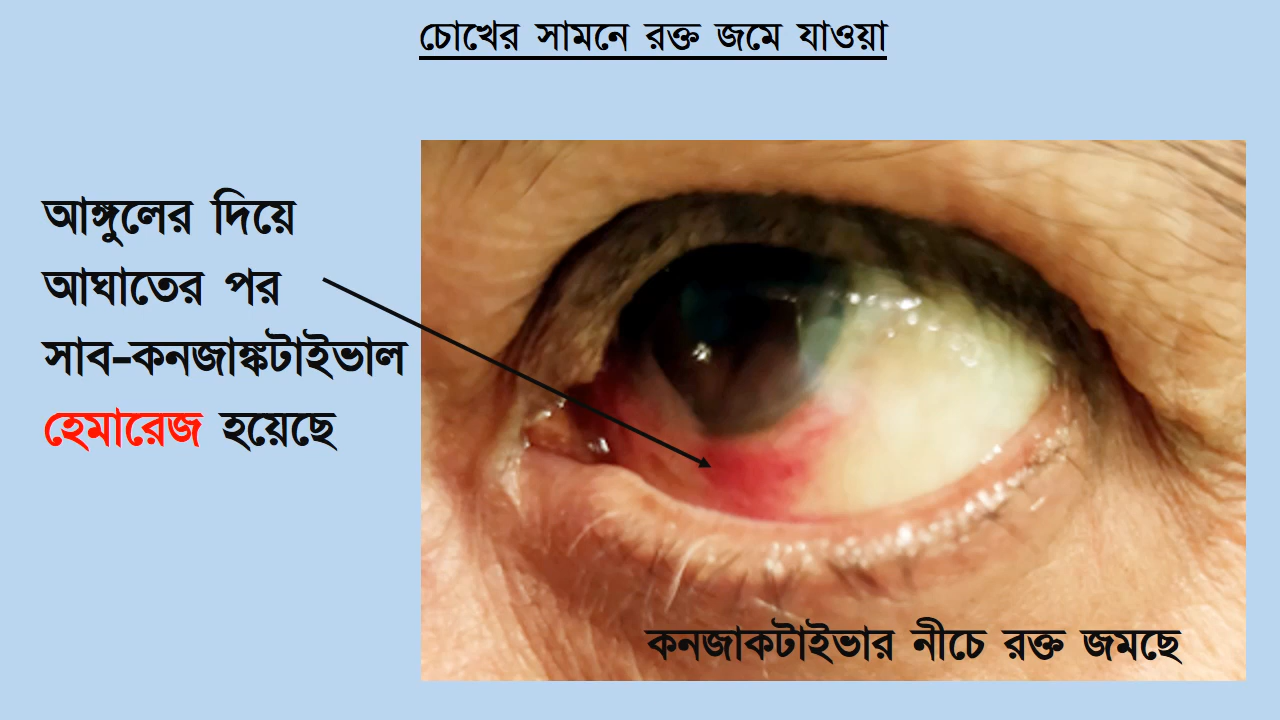 চোখের সামনে রক্ত জমে যাওয়া
আঙ্গুলের দিয়ে
আঘাতের পর
সাব-কনজাঙ্কটাইভাল
হেমারেজ হয়েছে
কনজাকটাইভার নীচে রক্ত জমছে